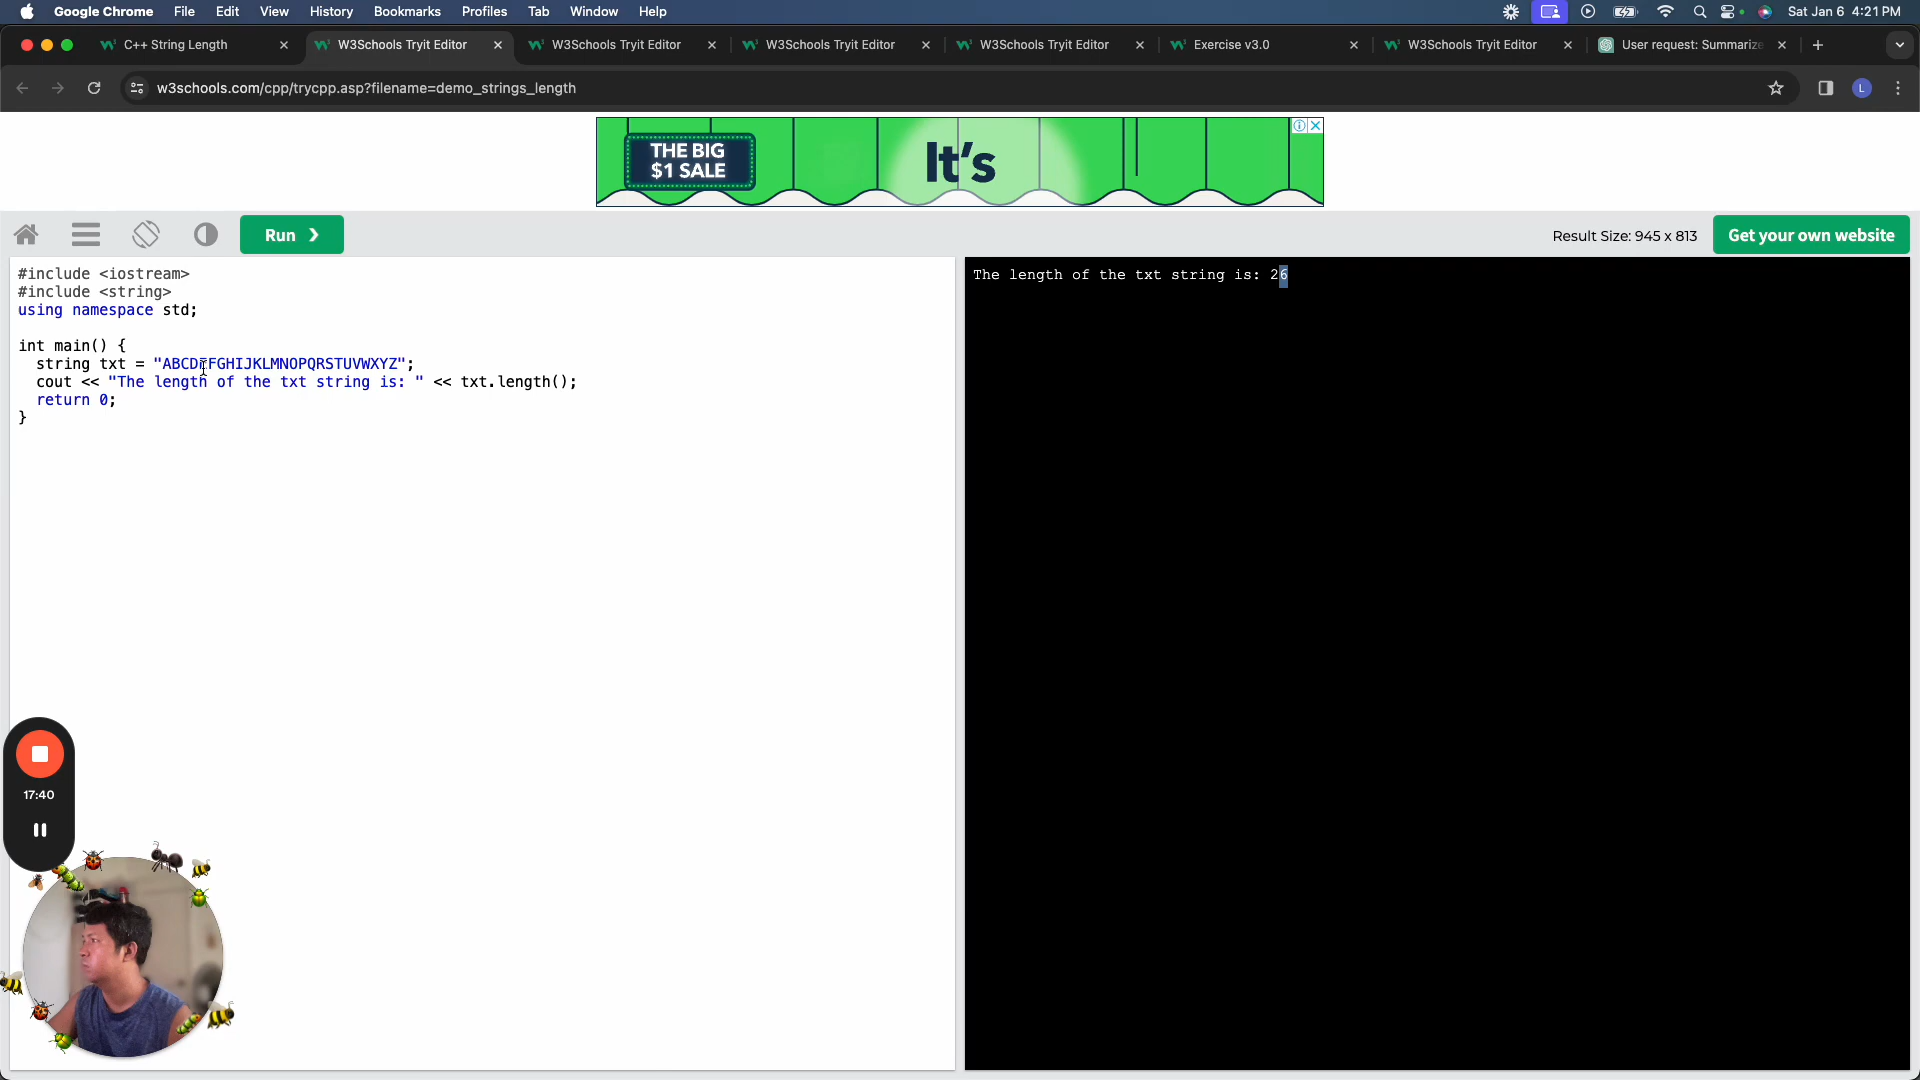 Google Chrome File Edit View History Bookmarks Profiles Tab Window Help Sat Jan 6 4:21 PM
C++ String Length W3Schools Tryit Editor W3Schools Tryit Editor W3Schools Tryit Editor W3Schools Tryit Editor Exercise v3.0 W3Schools Tryit Editor User request: Summarize
w3schools.com/cpp/trycpp.asp?filename=demo_strings_length L
THE BIG
$1 SALE
It's
Run ❯ Result Size: 945 x 813 Get your own website
#include <iostream>
#include <string>
using namespace std;
int main() {
string txt = "ABCDEFGHIJKLMNOPQRSTUVWXYZ";
cout << "The length of the txt string is: " << txt.length();
return 0;
}
The length of the txt string is: 26
17:40